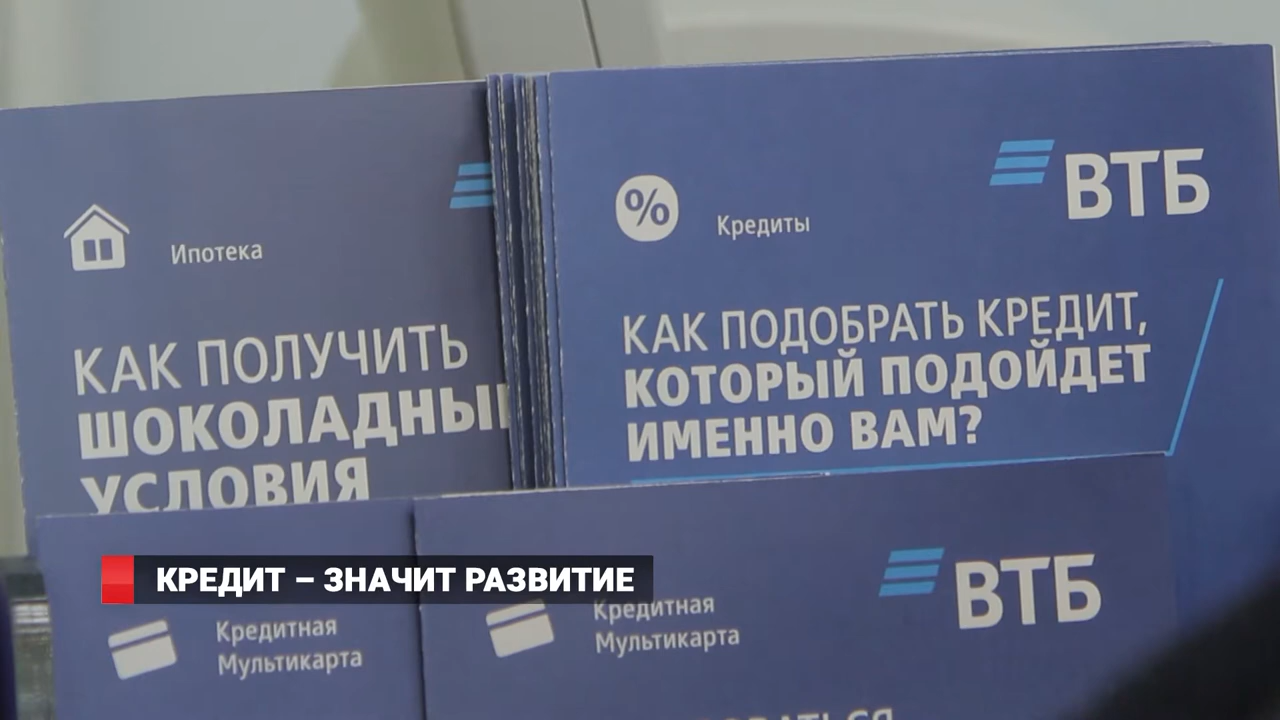 Ипотека
КАК ПОЛУЧИТЬ
УСЛОВИЯ
%
Кредиты
ВТБ
КАК ПОДОБРАТЬ КРЕДИТ,
КОТОРЫЙ ПОДОЙДЕТ
ИМЕННО ВАМ?
КРЕДИТ – ЗНАЧИТ РАЗВИТИЕ
Кредитная
Мультикарта
Кредитная
Мультикарта
ВТБ